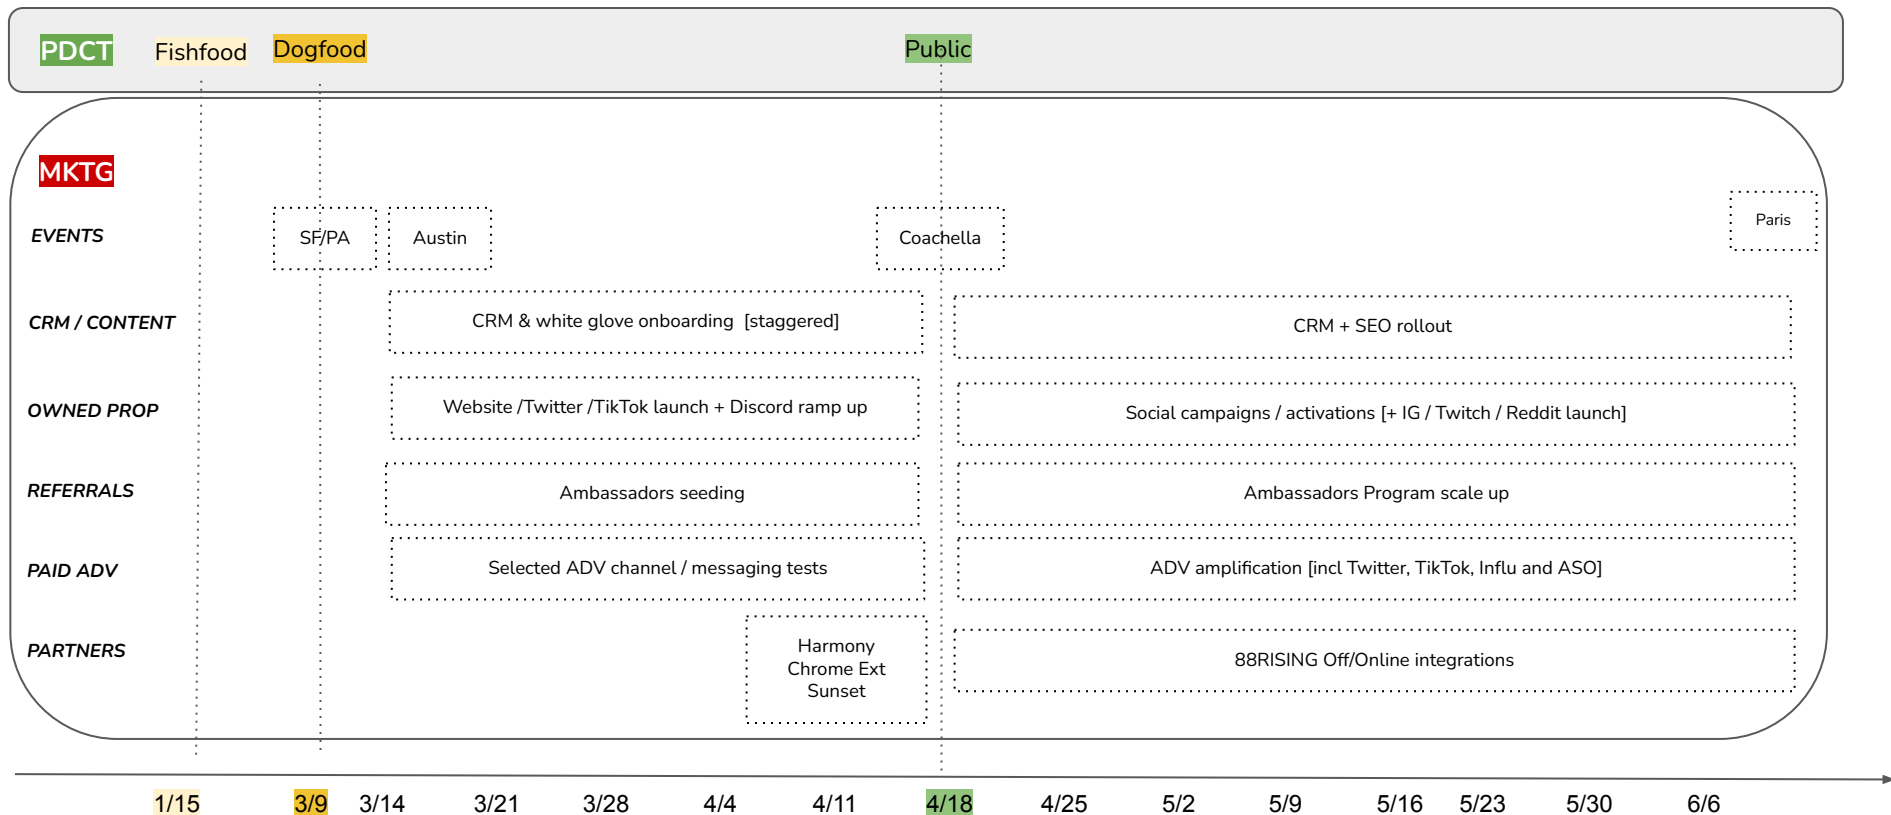 PDCT
Fishfood
Dogfood
Public
MKTG
EVENTS
SF/PA
Austin
Coachella
Paris
CRM / CONTENT
CRM & white glove onboarding [staggered]
CRM + SEO rollout
OWNED PROP
Website /Twitter /TikTok launch + Discord ramp up
Social campaigns / activations [+ IG / Twitch / Reddit launch]
REFERRALS
Ambassadors seeding
Ambassadors Program scale up
PAID ADV
Selected ADV channel / messaging tests
ADV amplification [incl Twitter, TikTok, Influ and ASO]
PARTNERS
Harmony
Chrome Ext
Sunset
88RISING Off/Online integrations
1/15
3/9
3/14
3/21
3/28
4/4
4/11
4/18
4/25
5/2
5/9
5/16
5/23
5/30
6/6